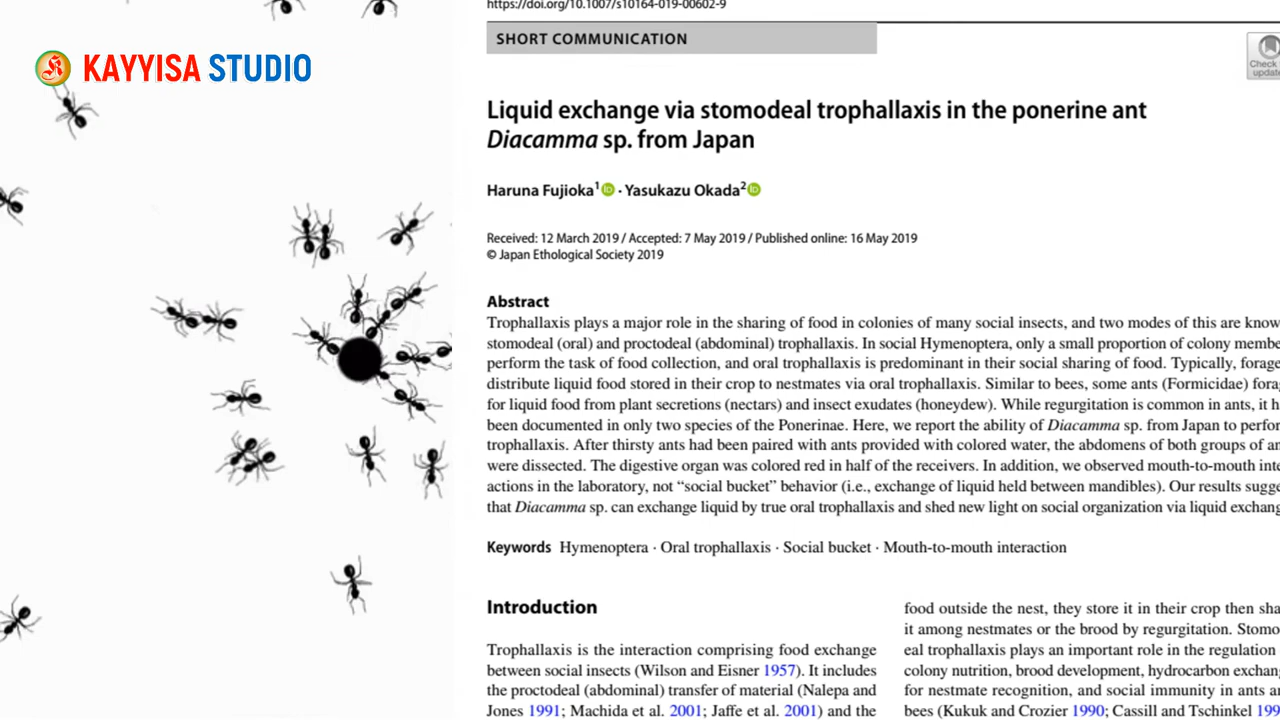 https://doi.org/10.1007/s10164-019-00602-9
KAYYISA STUDIO
SHORT COMMUNICATION
Check
update
Liquid exchange via stomodeal trophallaxis in the ponerine ant
Diacamma sp. from Japan
Haruna Fujioka1 · Yasukazu Okada2
Received: 12 March 2019 / Accepted: 7 May 2019 / Published online: 16 May 2019
© Japan Ethological Society 2019
Abstract
Trophallaxis plays a major role in the sharing of food in colonies of many social insects, and two modes of this are know
stomodeal (oral) and proctodeal (abdominal) trophallaxis. In social Hymenoptera, only a small proportion of colony membe
perform the task of food collection, and oral trophallaxis is predominant in their social sharing of food. Typically, forage
distribute liquid food stored in their crop to nestmates via oral trophallaxis. Similar to bees, some ants (Formicidae) forag
for liquid food from plant secretions (nectars) and insect exudates (honeydew). While regurgitation is common in ants, it h
been documented in only two species of the Ponerinae. Here, we report the ability of Diacamma sp. from Japan to perfor
trophallaxis. After thirsty ants had been paired with ants provided with colored water, the abdomens of both groups of an
were dissected. The digestive organ was colored red in half of the receivers. In addition, we observed mouth-to-mouth inte
actions in the laboratory, not “social bucket” behavior (i.e., exchange of liquid held between mandibles). Our results sugge
that Diacamma sp. can exchange liquid by true oral trophallaxis and shed new light on social organization via liquid exchang
Keywords Hymenoptera · Oral trophallaxis · Social bucket · Mouth-to-mouth interaction
Introduction
Trophallaxis is the interaction comprising food exchange
between social insects (Wilson and Eisner 1957). It includes
the proctodeal (abdominal) transfer of material (Nalepa and
Jones 1991; Machida et al. 2001; Jaffe et al. 2001) and the
food outside the nest, they store it in their crop then sha
it among nestmates or the brood by regurgitation. Stomo
eal trophallaxis plays an important role in the regulation
colony nutrition, brood development, hydrocarbon exchang
for nestmate recognition, and social immunity in ants an
bees (Kukuk and Crozier 1990; Cassill and Tschinkel 199